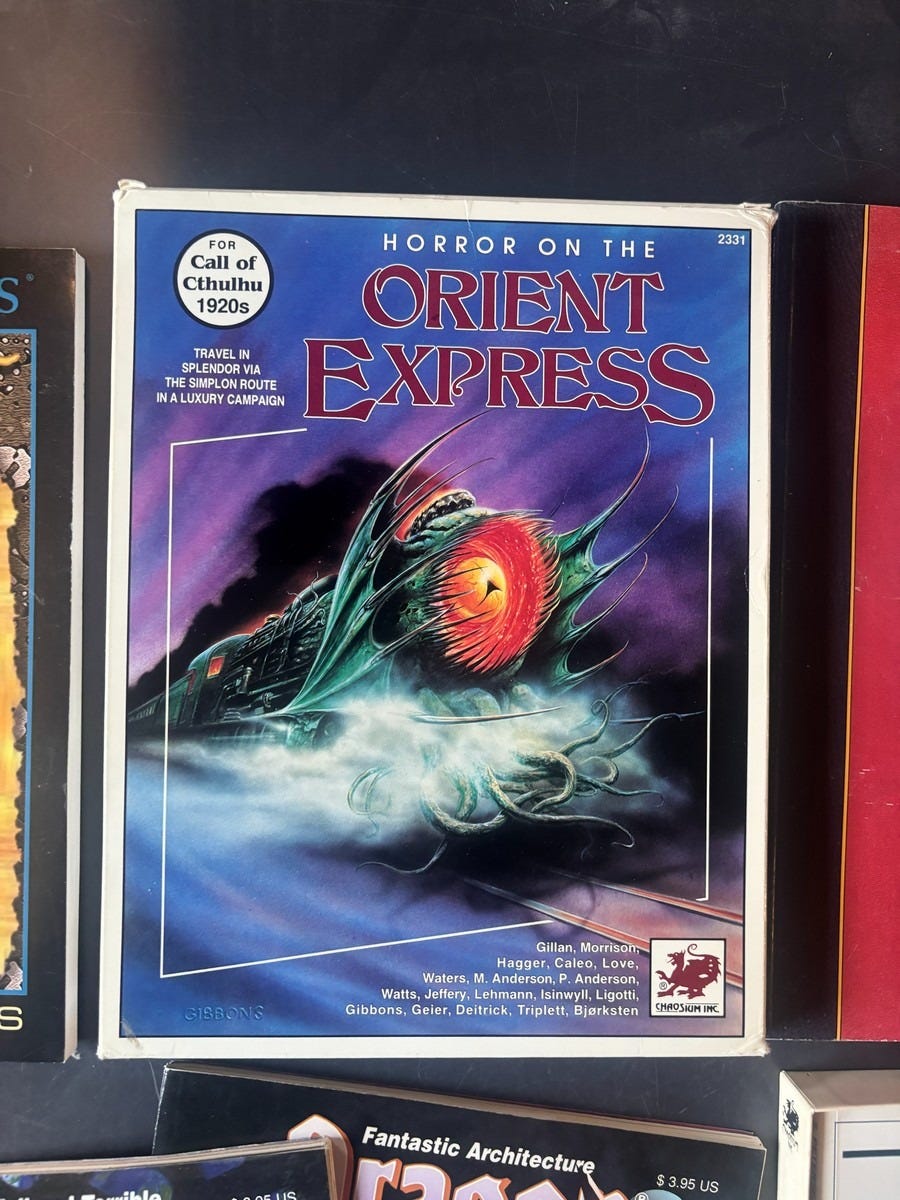 FOR
Call of
Cthulhu
1920s
HORROR ON THE
2331
ORIENT
EXPRESS
TRAVEL IN
SPLENDOR VIA
THE SIMPLON ROUTE
IN A LUXURY CAMPAIGN
Gillan, Morrison,
Hagger, Caleo, Love,
Waters, M. Anderson, P. Anderson,
Watts, Jeffery, Lehmann, Isinwyll, Ligotti,
Gibbons, Geier, Deitrick, Triplett, Bjørksten
GIBBONS
®
CHAOSIUM INC.
S®
S
Fantastic Architecture
$ 3.95 US
Terrible